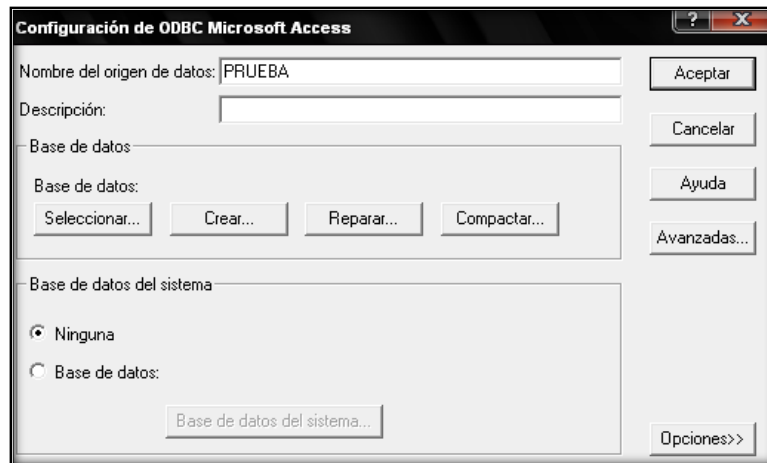 Configuración de ODBC Microsoft Access
?
Nombre del origen de datos: PRUEBA
Aceptar
Descripción:
Cancelar
Base de datos
Base de datos:
Ayuda
Seleccionar... Crear... Reparar... Compactar...
Avanzadas...
Base de datos del sistema
Ninguna
Base de datos:
Base de datos del sistema...
Opciones>>